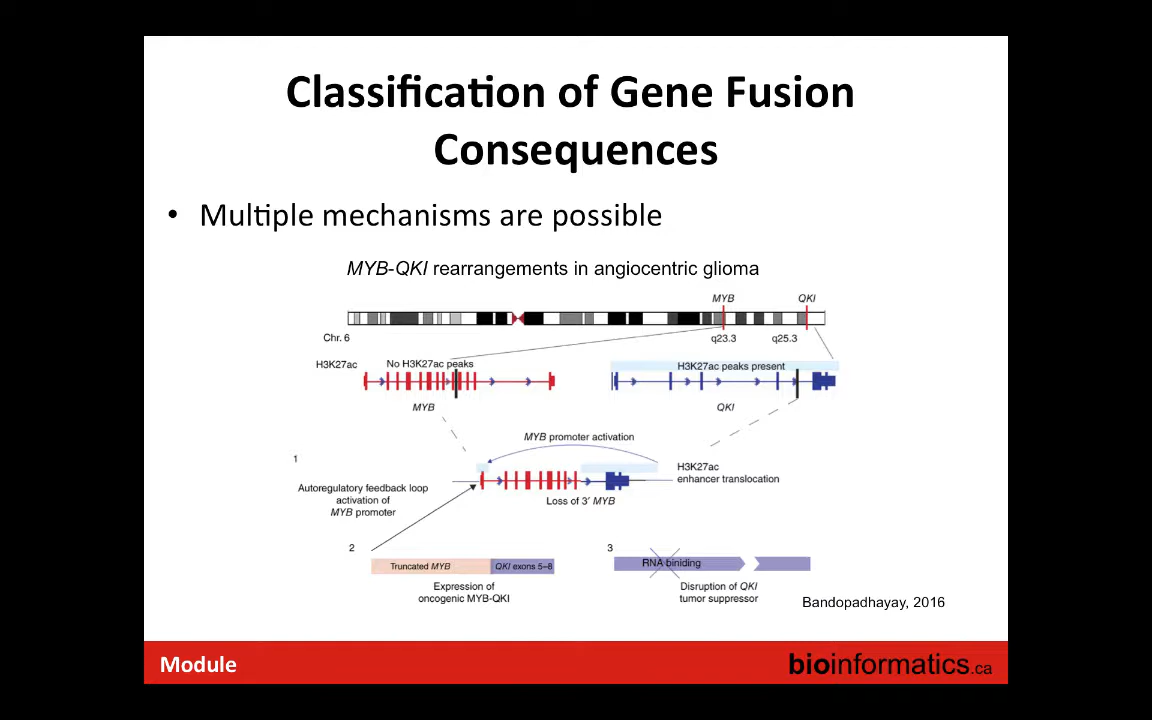 Classification of Gene Fusion
Consequences
• Multiple mechanisms are possible
MYB-QKI rearrangements in angiocentric glioma
MYB QKI
Chr. 6 q23.3 q25.3
H3K27ac No H3K27ac peaks H3K27ac peaks present
MYB QKI
MYB promoter activation
1
H3K27ac
enhancer translocation
Autoregulatory feedback loop
activation of
MYB promoter
Loss of 3′ MYB
2
Truncated MYB QKI exons 5–8
Expression of
oncogenic MYB-QKI
3
RNA biniding
Disruption of QKI
tumor suppressor
Bandopadhayay, 2016
Module
bioinformatics.ca